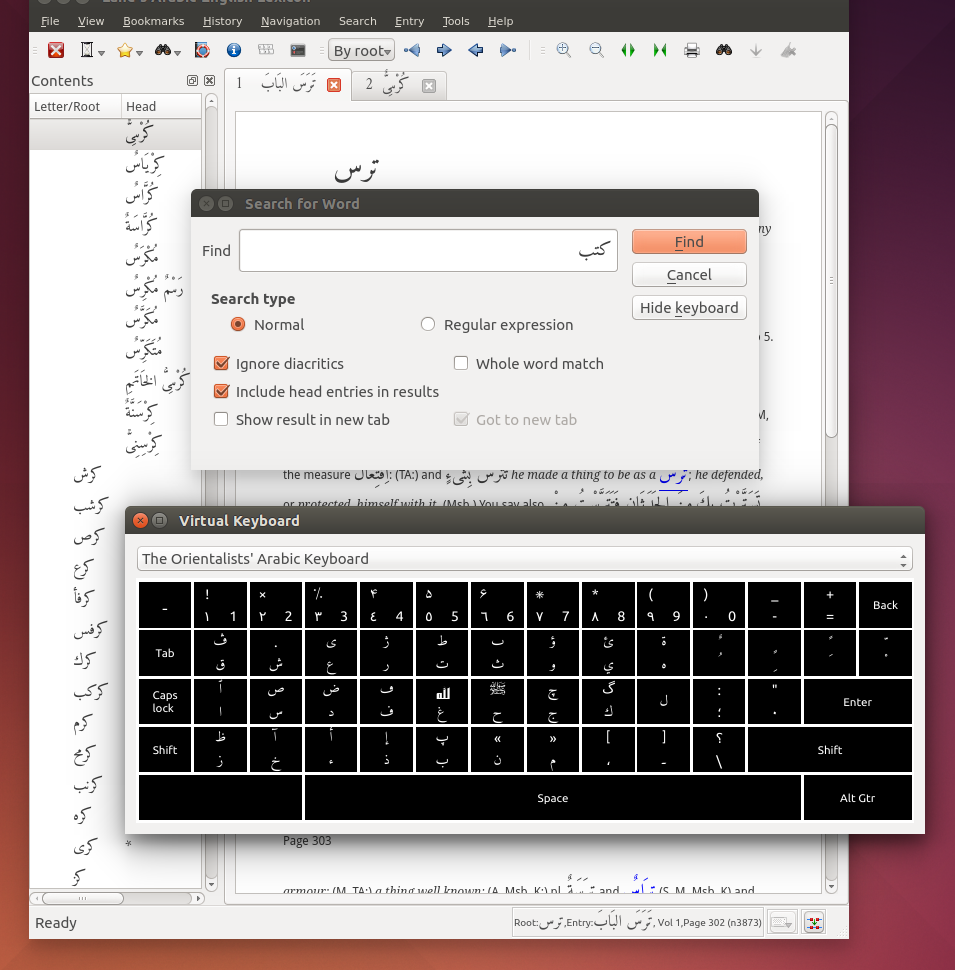 File View Bookmarks History Navigation Search Entry Tools Help
By root
Contents
1 تَرَسَ البَابَ
2 كُرْسِىٌّ
Letter/Root Head
كُرْسِىٌّ
كِرْيَاسٌ
كُرَّاسٌ
كُرَّاسَةٌ
مُكْرَسٌ
رَسْمٌ مُكْرِسٌ
مُكَرَّسٌ
مُتَكَرِّسٌ
كُرْسِىُّ الخَاتَمِ
كِرْسَنَّةٌ
كِرْسِنِىٌّ
كرش
كرشب
كرص
كرع
كرفأ
كرفس
كرك
كركب
كرم
كرمح
كرنب
كره
كرى *
كز
ترس
ny
5.
M,
the measure اِفْتِعَالٌ: (TA:) and تَتَرَّسَ بِشَىْءٍ he made a thing to be as a تُرْس; he defended,
or protected, himself with it. (Msb.) You say also,
Page 303
armour: (M, TA:) a thing well known: (A, Msb, K:) pl. تِرَسَةٌ and تِرَاسٌ (S, M, Msb, K) and
Search for Word
Find كتب
Find
Cancel
Hide keyboard
Search type
Normal Regular expression
Ignore diacritics Whole word match
Include head entries in results
Show result in new tab Got to new tab
Virtual Keyboard
The Orientalists' Arabic Keyboard
! × ٪ ۴ ۵ ۶ * * ( ) _ +
- ١ 1 ٢ 2 ٣ 3 ٤ 4 ٥ 5 ٦ 6 ٧ 7 ٨ 8 ٩ 9 ٠ 0 - = Back
Tab ڤ . ى ژ ط ٮ ؤ ئ ة
ق ش ع ر ت ث و ي ه
Caps lock ٱ ص ض ڡ ﷲ ﷺ چ گ ل : "
ا س د ف غ ح ج ك ؛ Enter
Shift ظ آ أ إ پ « » [ ] ؟
ز خ ء ذ ب ن م ، - \ Shift
Space Alt Gtr
Ready
Root:ترس,Entry:تَرَسَ البَابَ, Vol 1,Page 302 (n3873)